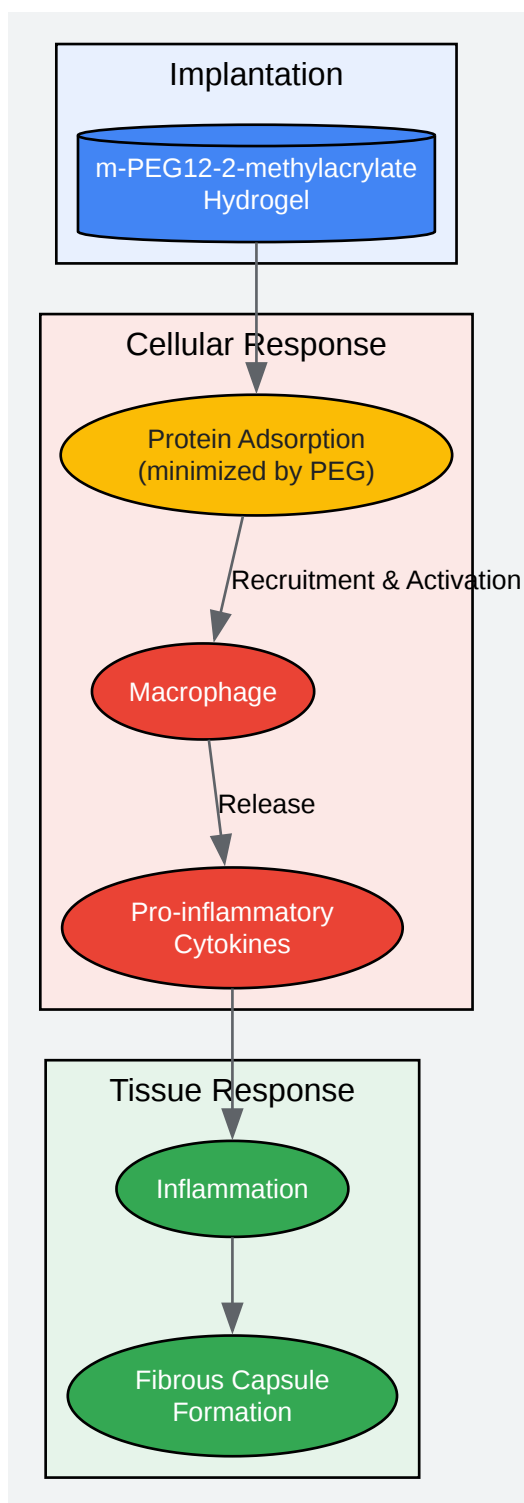 Implantation
m-PEG12-2-methylacrylate
Hydrogel
Cellular Response
Protein Adsorption
(minimized by PEG)
Recruitment & Activation
Macrophage
Release
Pro-inflammatory
Cytokines
Tissue Response
Inflammation
Fibrous Capsule
Formation